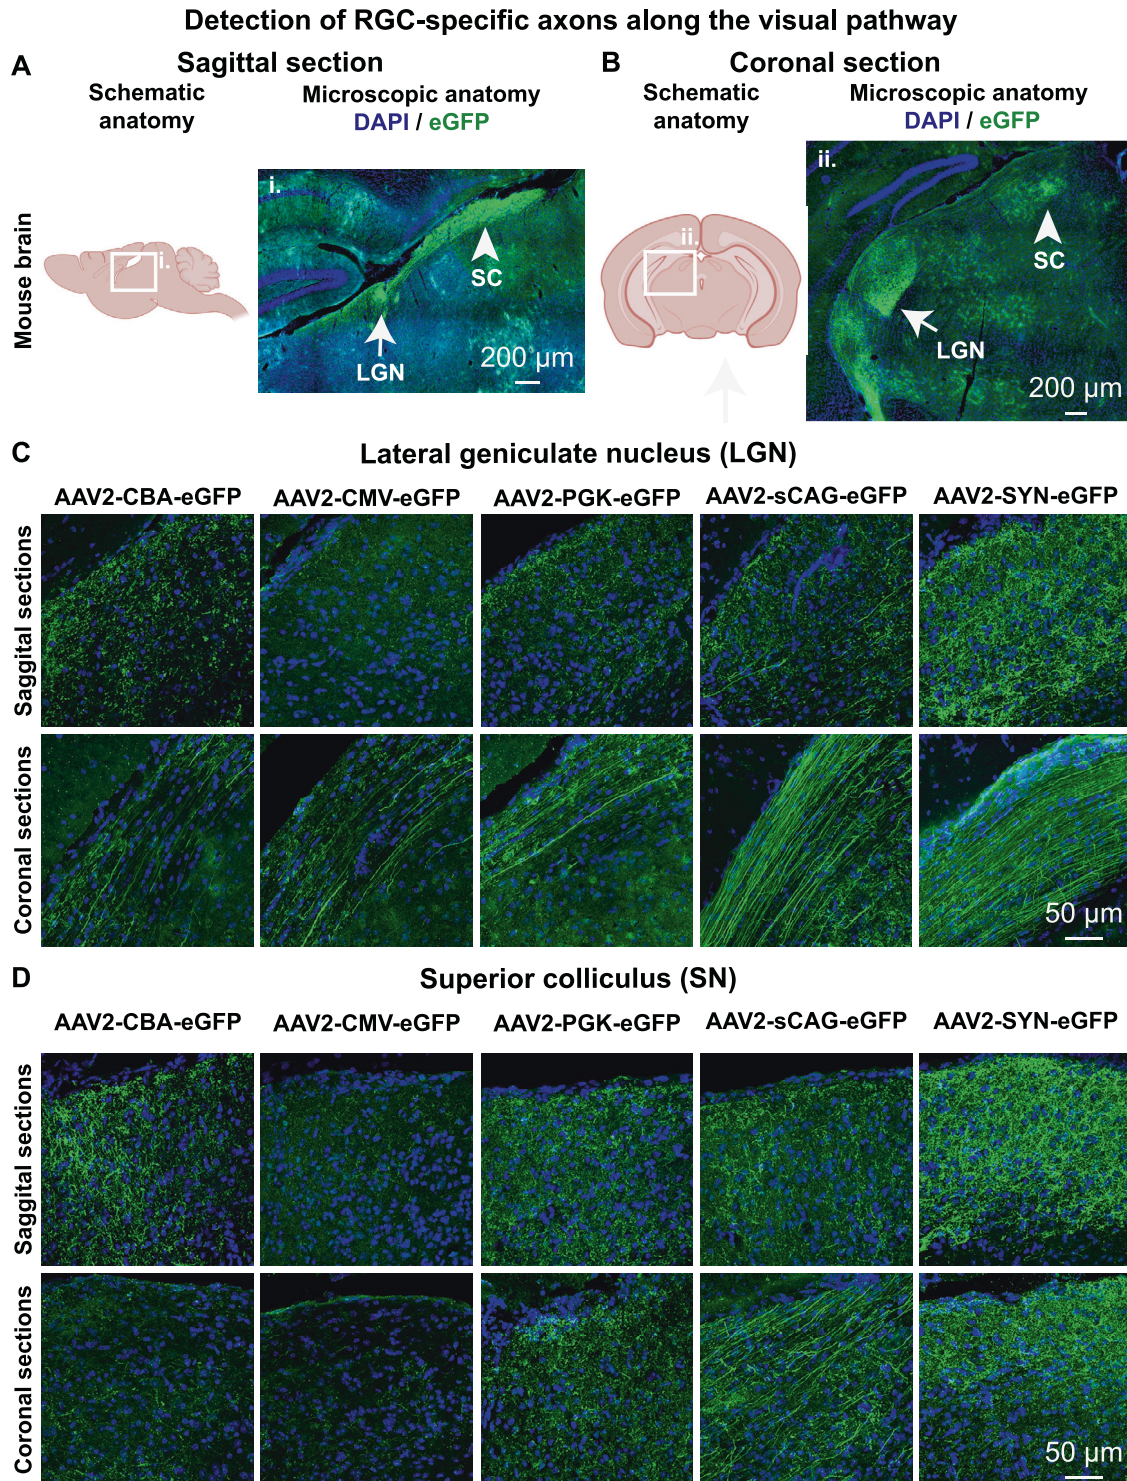 Detection of RGC-specific axons along the visual pathway
A
Sagittal section
Schematic
anatomy
Microscopic anatomy
DAPI / eGFP
B
Coronal section
Schematic
anatomy
Microscopic anatomy
DAPI / eGFP
Mouse brain
i.
i.
SC
LGN
200 µm
ii.
ii.
SC
LGN
200 µm
C
Lateral geniculate nucleus (LGN)
AAV2-CBA-eGFP
AAV2-CMV-eGFP
AAV2-PGK-eGFP
AAV2-sCAG-eGFP
AAV2-SYN-eGFP
Saggital sections
Coronal sections
50 µm
D
Superior colliculus (SN)
AAV2-CBA-eGFP
AAV2-CMV-eGFP
AAV2-PGK-eGFP
AAV2-sCAG-eGFP
AAV2-SYN-eGFP
Saggital sections
Coronal sections
50 µm